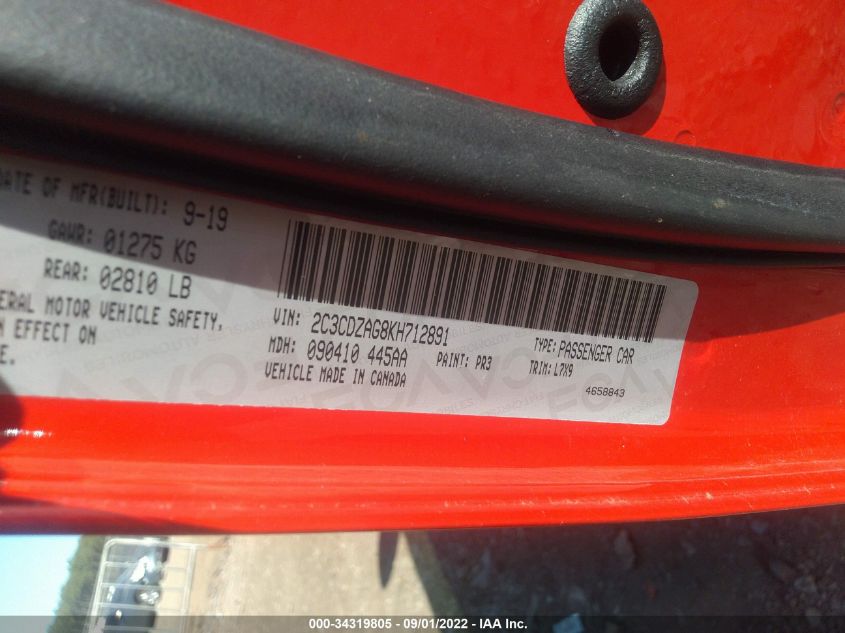 DATE OF MFR(BUILT): 9-19
GAWR: 01275 KG
REAR: 02810 LB
ERAL MOTOR VEHICLE SAFETY,
N EFFECT ON
E.
VIN: 2C3CDZAG8KH712891
TYPE: PASSENGER CAR
MDH: 090410 445AA
PAINT: PR3
TRIM: L7X9
VEHICLE MADE IN CANADA
4658843
000-34319805 - 09/01/2022 - IAA Inc.